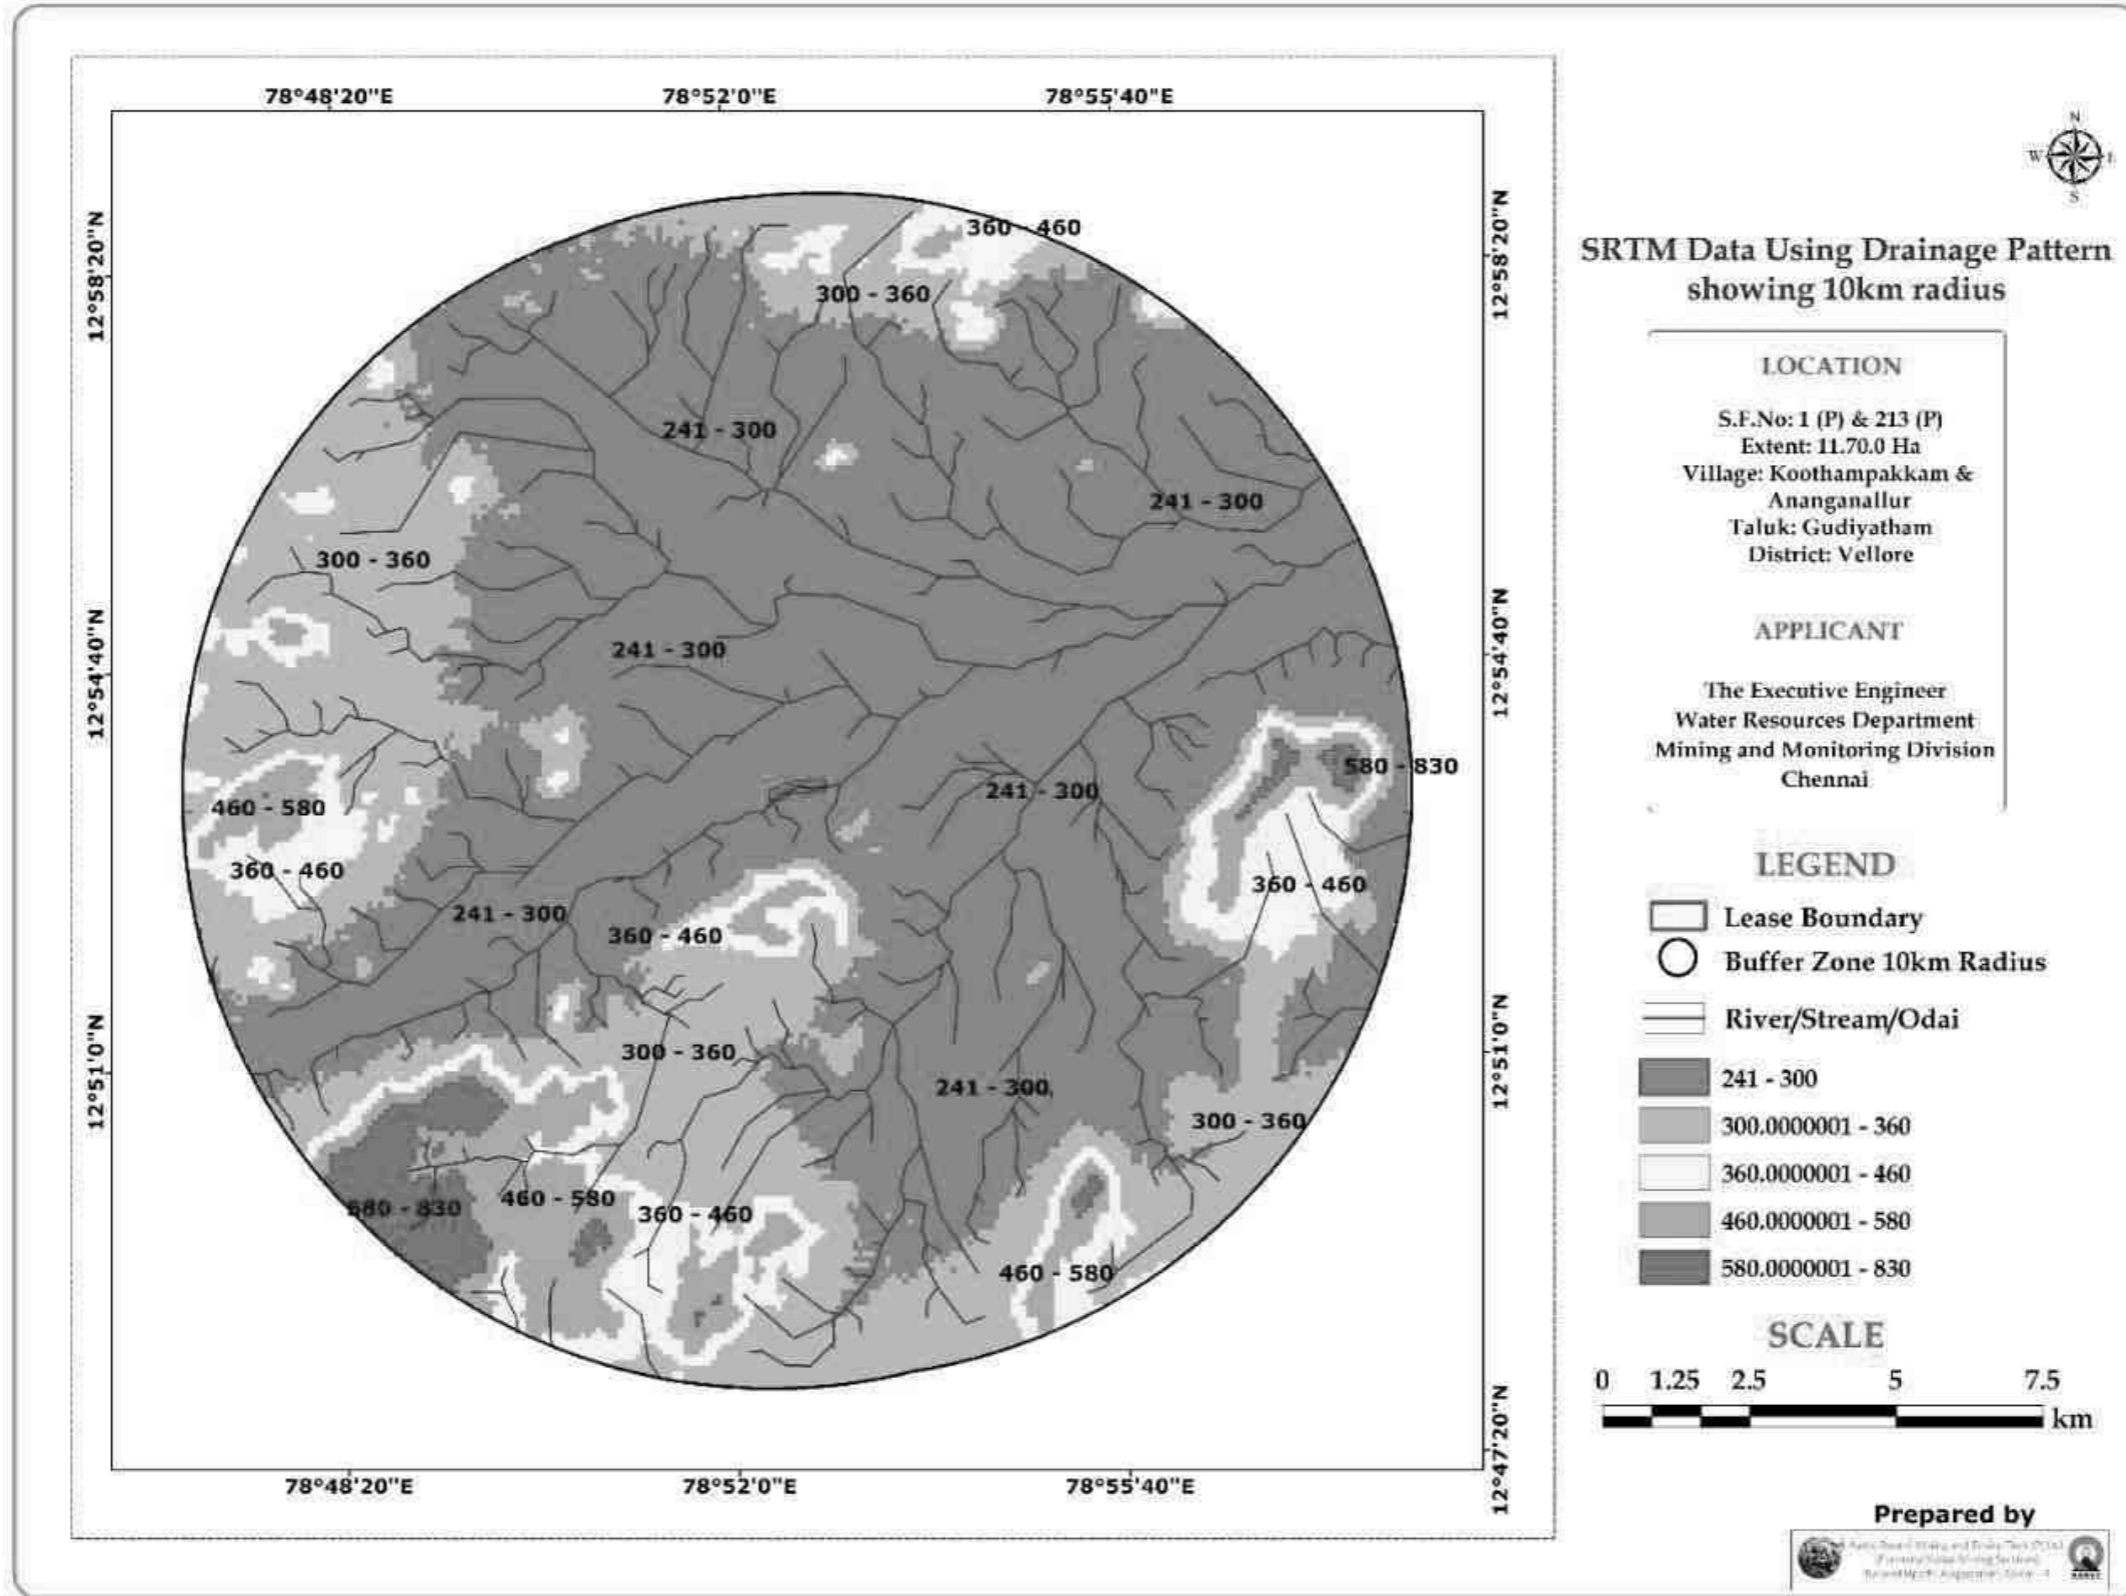 78°48'20"E
78°52'0"E
78°55'40"E
12°58'20"N
12°54'40"N
12°51'0"N
12°58'20"N
12°54'40"N
12°51'0"N
12°47'20"N
360 - 460
300 - 360
241 - 300
241 - 300
300 - 360
241 - 300
580 - 830
241 - 300
460 - 580
360 - 460
360 - 460
241 - 300
360 - 460
300 - 360
241 - 300
300 - 360
460 - 580
580 - 830
360 - 460
460 - 580
78°48'20"E
78°52'0"E
78°55'40"E
N
W
S
SRTM Data Using Drainage Pattern
showing 10km radius
LOCATION
S.F.No: 1 (P) & 213 (P)
Extent: 11.70.0 Ha
Village: Koothampakkam &
Ananganallur
Taluk: Gudiyatham
District: Vellore
APPLICANT
The Executive Engineer
Water Resources Department
Mining and Monitoring Division
Chennai
LEGEND
Lease Boundary
Buffer Zone 10km Radius
River/Stream/Odai
241 - 300
300.0000001 - 360
360.0000001 - 460
460.0000001 - 580
580.0000001 - 830
SCALE
0 1.25 2.5 5 7.5
km
Prepared by